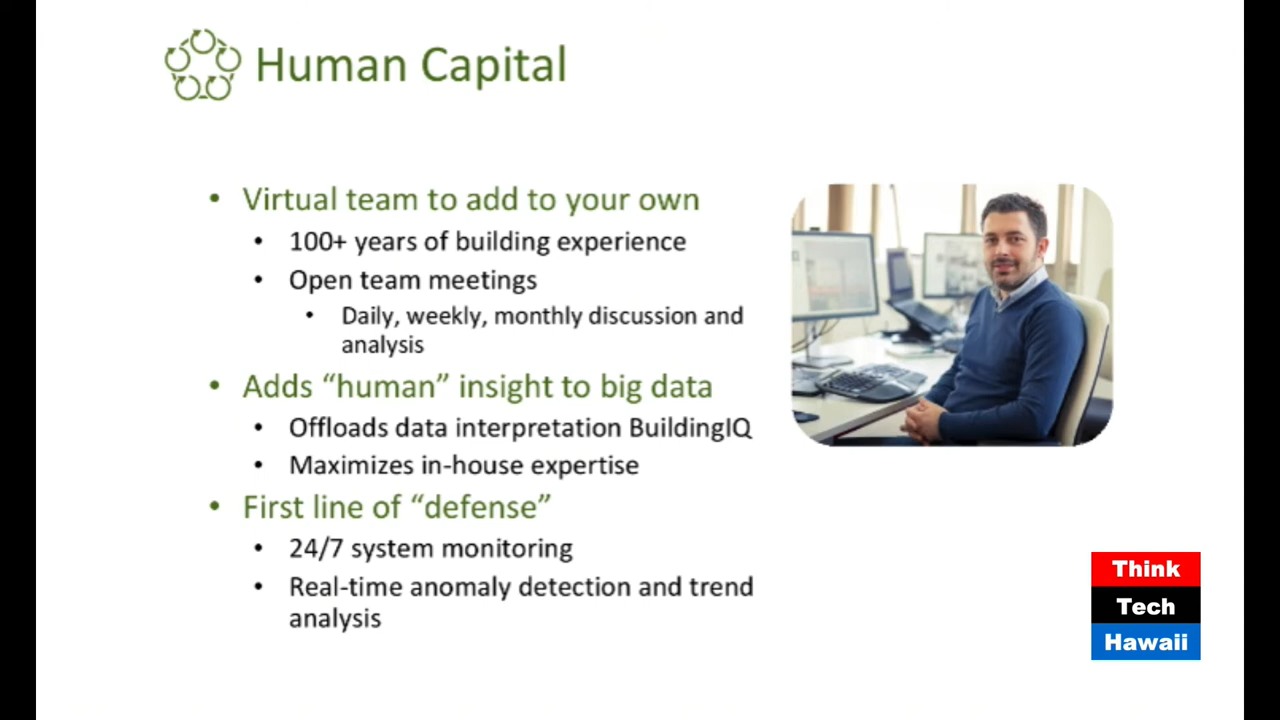 Human Capital
• Virtual team to add to your own
• 100+ years of building experience
• Open team meetings
• Daily, weekly, monthly discussion and
analysis
• Adds “human” insight to big data
• Offloads data interpretation BuildingIQ
• Maximizes in-house expertise
• First line of “defense”
• 24/7 system monitoring
• Real-time anomaly detection and trend
analysis
Think
Tech
Hawaii